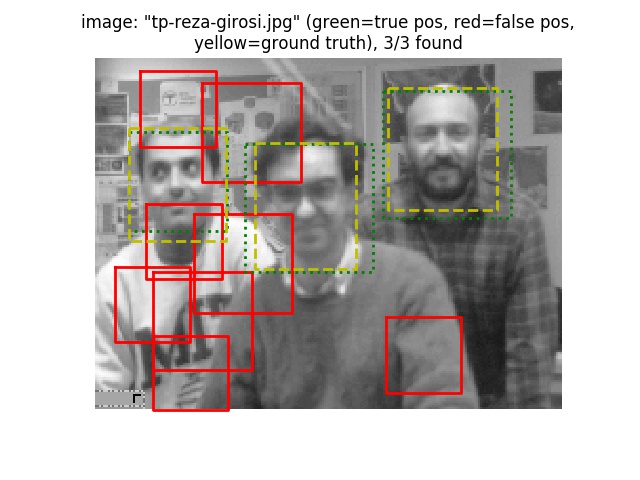 image: "tp-reza-girosi.jpg" (green=true pos, red=false pos,
yellow=ground truth), 3/3 found